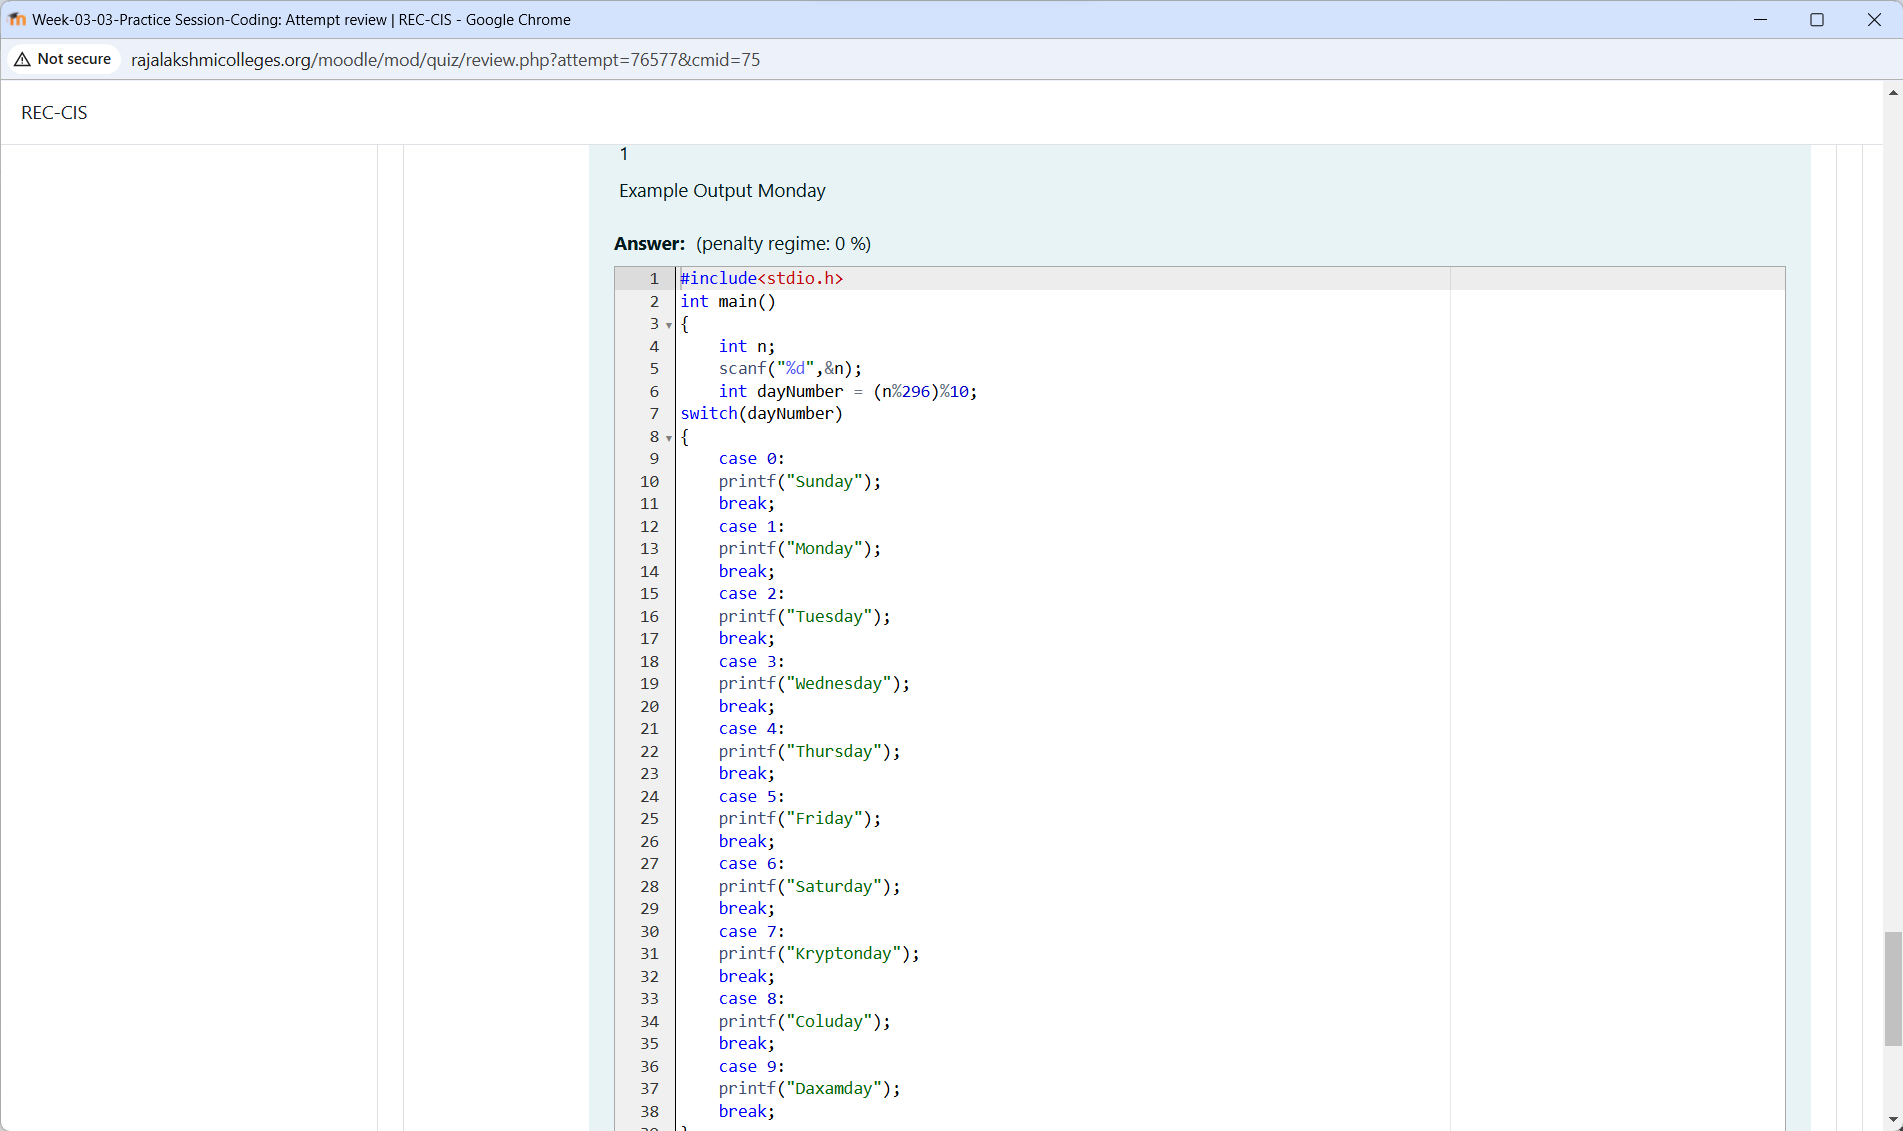 Week-03-03-Practice Session-Coding: Attempt review | REC-CIS - Google Chrome
Not secure rajalakshmicolleges.org/moodle/mod/quiz/review.php?attempt=76577&cmid=75
REC-CIS
1
Example Output Monday
Answer: (penalty regime: 0 %)
1 #include<stdio.h>
2 int main()
3 {
4     int n;
5     scanf("%d",&n);
6     int dayNumber = (n%296)%10;
7 switch(dayNumber)
8 {
9     case 0:
10     printf("Sunday");
11     break;
12     case 1:
13     printf("Monday");
14     break;
15     case 2:
16     printf("Tuesday");
17     break;
18     case 3:
19     printf("Wednesday");
20     break;
21     case 4:
22     printf("Thursday");
23     break;
24     case 5:
25     printf("Friday");
26     break;
27     case 6:
28     printf("Saturday");
29     break;
30     case 7:
31     printf("Kryptonday");
32     break;
33     case 8:
34     printf("Coluday");
35     break;
36     case 9:
37     printf("Daxamday");
38     break;